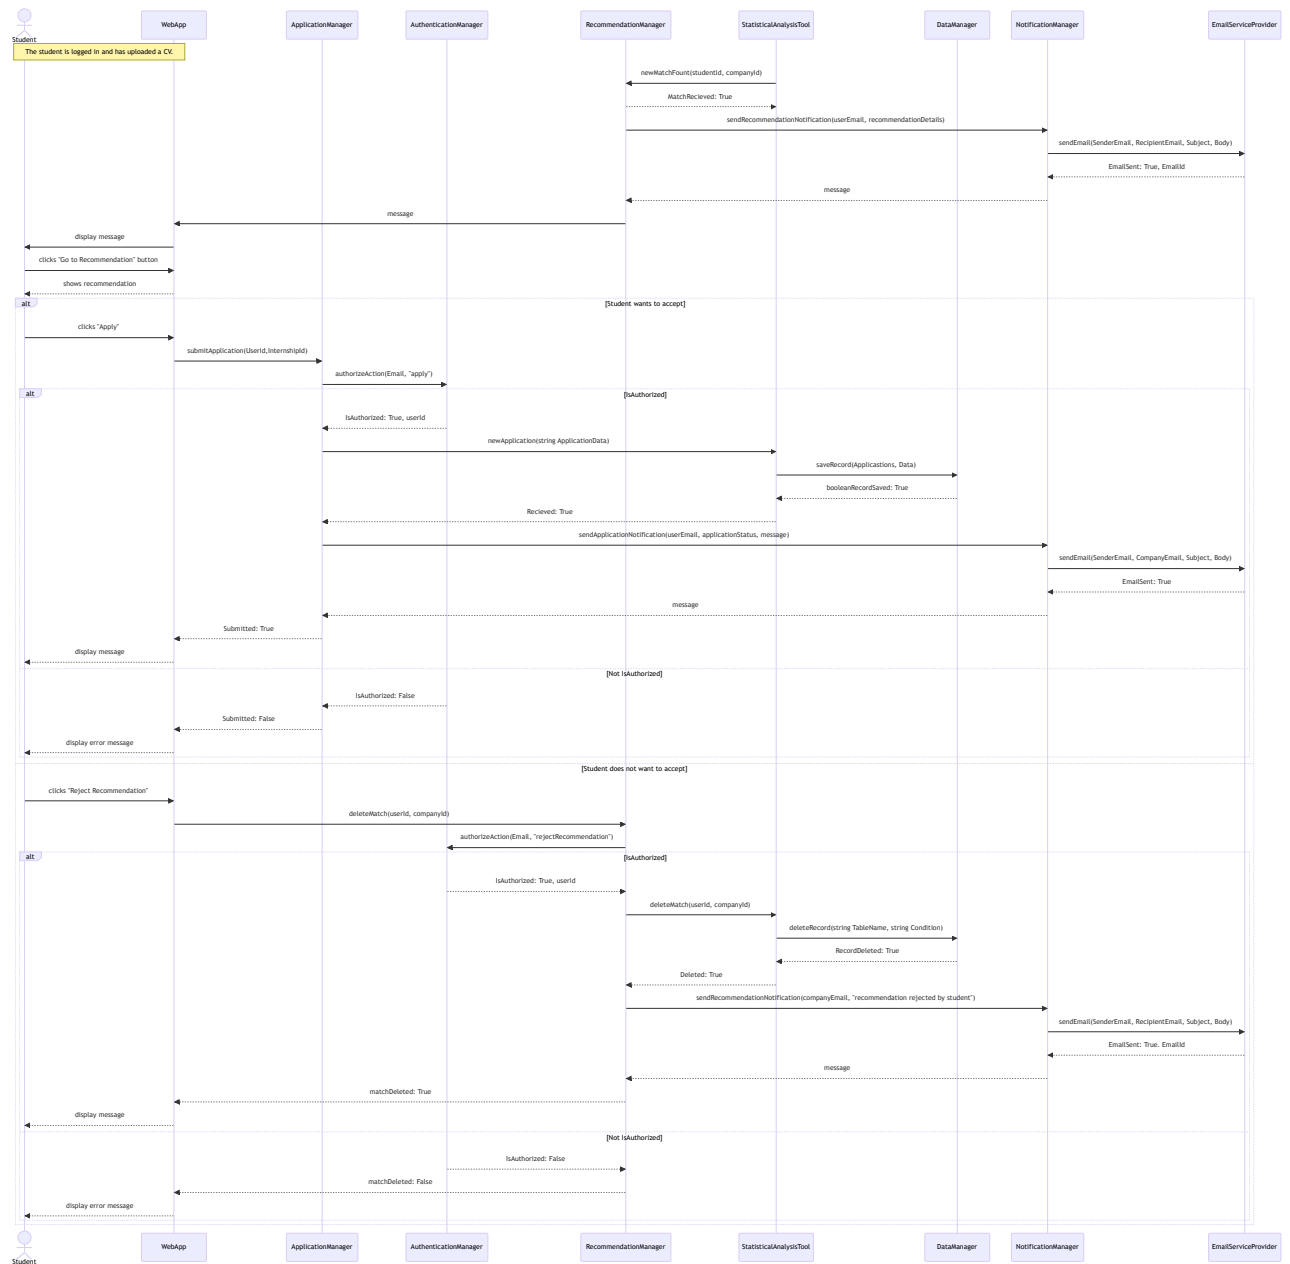 WebApp
ApplicationManager
AuthenticationManager
RecommendationManager
StatisticalAnalysisTool
DataManager
NotificationManager
EmailServiceProvider
Student
The student is logged in and has uploaded a CV.
newMatchFount(studentId, companyId)
MatchRecieved: True
sendRecommendationNotification(userEmail, recommendationDetails)
sendEmail(SenderEmail, RecipientEmail, Subject, Body)
EmailSent: True, EmailId
message
message
display message
clicks "Go to Recommendation" button
shows recommendation
alt
[Student wants to accept]
clicks "Apply"
submitApplication(UserId,InternshipId)
authorizeAction(Email, "apply")
alt
[IsAuthorized]
IsAuthorized: True, userId
newApplication(string ApplicationData)
saveRecord(Applicastions, Data)
booleanRecordSaved: True
Recieved: True
sendApplicationNotification(userEmail, applicationStatus, message)
sendEmail(SenderEmail, CompanyEmail, Subject, Body)
EmailSent: True
message
Submitted: True
display message
[Not IsAuthorized]
IsAuthorized: False
Submitted: False
display error message
[Student does not want to accept]
clicks "Reject Recommendation"
deleteMatch(userId, companyId)
authorizeAction(Email, "rejectRecommendation")
alt
[IsAuthorized]
IsAuthorized: True, userId
deleteMatch(userId, companyId)
deleteRecord(string TableName, string Condition)
RecordDeleted: True
Deleted: True
sendRecommendationNotification(companyEmail, "recommendation rejected by student")
sendEmail(SenderEmail, RecipientEmail, Subject, Body)
EmailSent: True. EmailId
message
matchDeleted: True
display message
[Not IsAuthorized]
IsAuthorized: False
matchDeleted: False
display error message
WebApp
ApplicationManager
AuthenticationManager
RecommendationManager
StatisticalAnalysisTool
DataManager
NotificationManager
EmailServiceProvider
Student